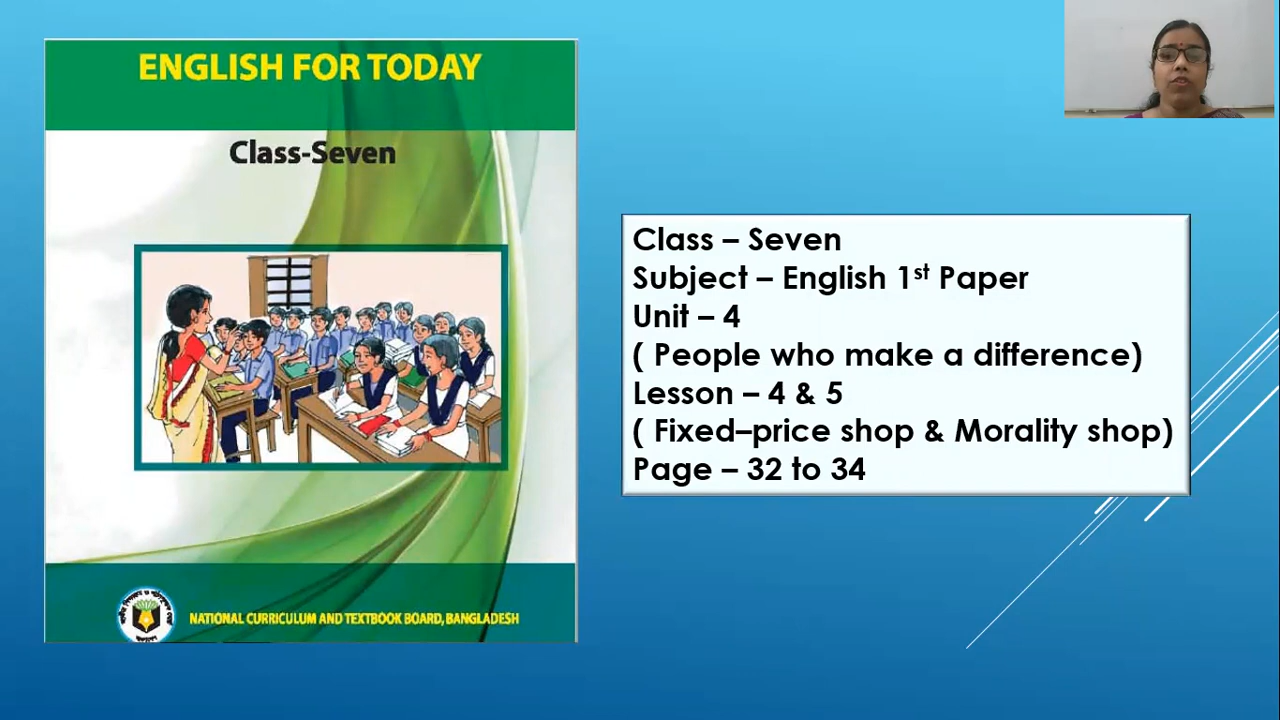 ENGLISH FOR TODAY
Class-Seven
NATIONAL CURRICULUM AND TEXTBOOK BOARD, BANGLADESH
Class – Seven
Subject – English 1st Paper
Unit – 4
( People who make a difference)
Lesson – 4 & 5
( Fixed–price shop & Morality shop)
Page – 32 to 34